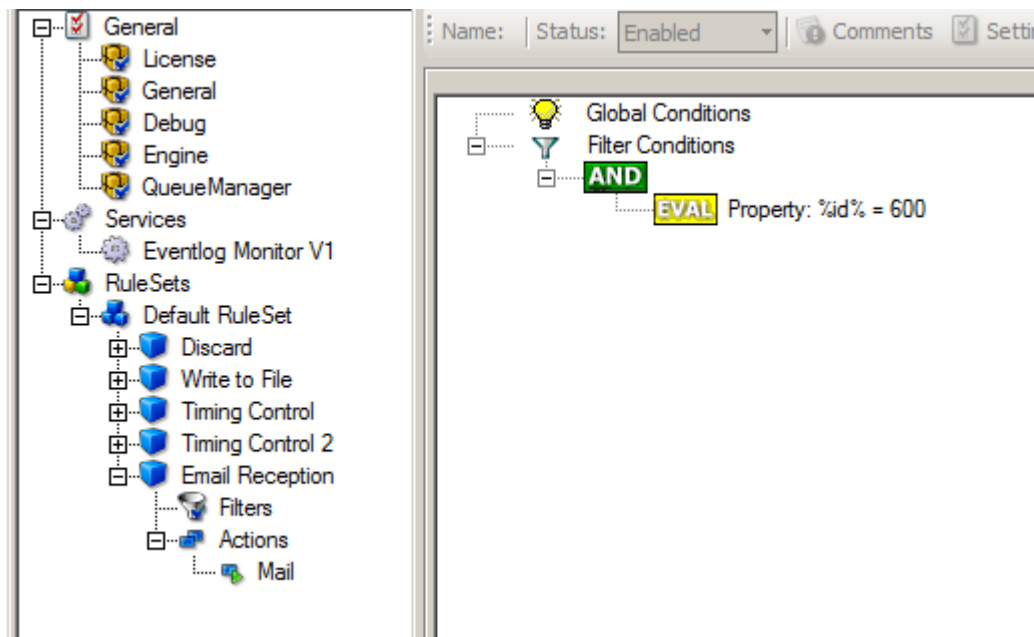 General
License
General
Debug
Engine
QueueManager
Services
Eventlog Monitor V1
RuleSets
Default RuleSet
Discard
Write to File
Timing Control
Timing Control 2
Email Reception
Filters
Actions
Mail
Name: Status: Enabled Comments Settin
Global Conditions
Filter Conditions
AND
EVAL Property: %id% = 600